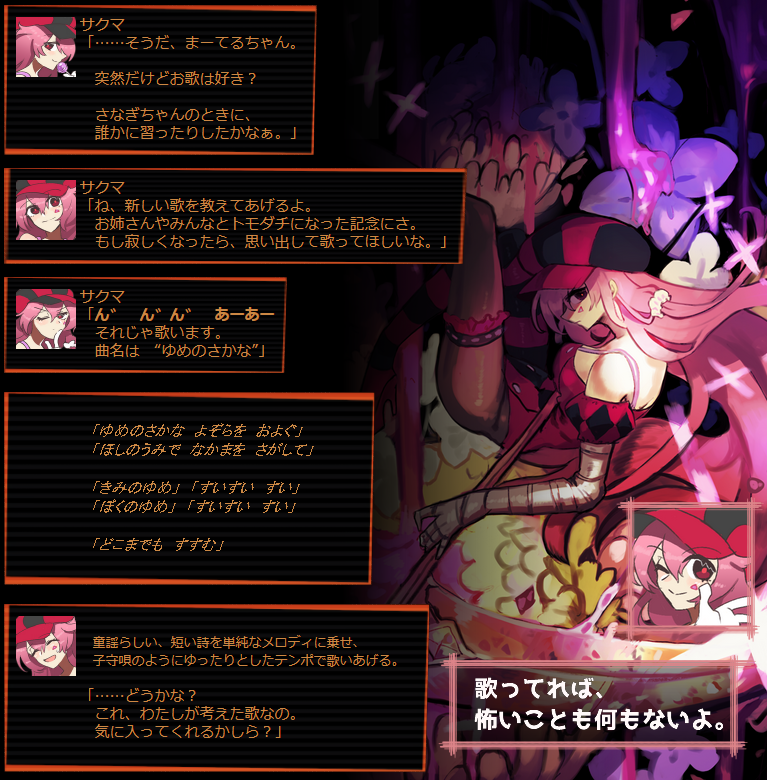 サクマ
「……そうだ、まーてるちゃん。
突然だけどお歌は好き？
さなぎちゃんのときに、
誰かに習ったりしたかなぁ。」
サクマ
「ね、新しい歌を教えてあげるよ。
お姉さんやみんなとトモダチになった記念にさ。
もし寂しくなったら、思い出して歌ってほしいな。」
サクマ
「ん゛　ん゛ん゛　あーあー
それじゃ歌います。
曲名は　“ゆめのさかな”」
「ゆめのさかな　よぞらを　およぐ」
「ほしのうみで　なかまを　さがして」
「きみのゆめ」「すいすい　すい」
「ぼくのゆめ」「すいすい　すい」
「どこまでも　すすむ」
童謡らしい、短い詩を単純なメロディに乗せ、
子守唄のようにゆったりとしたテンポで歌いあげる。
「……どうかな？
これ、わたしが考えた歌なの。
気に入ってくれるかしら？」
歌ってれば、
怖いことも何もないよ。